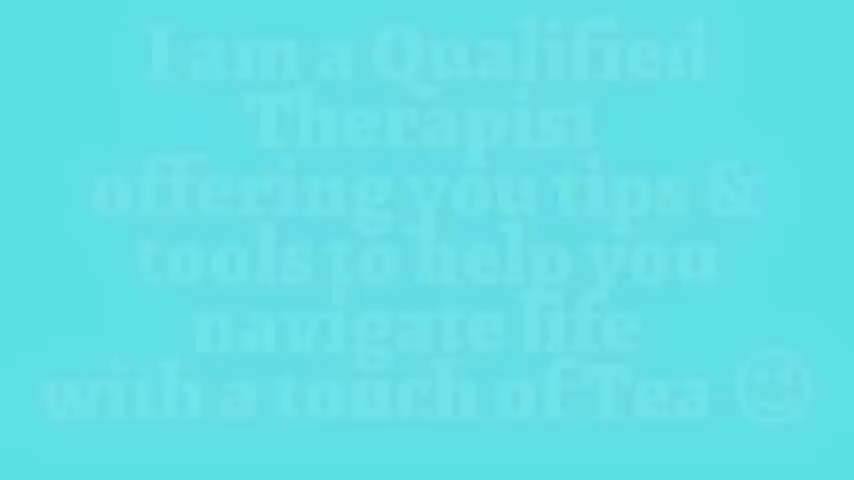 I am a Qualified
Therapist
offering you tips &
tools to help you
navigate life
with a touch of Tea